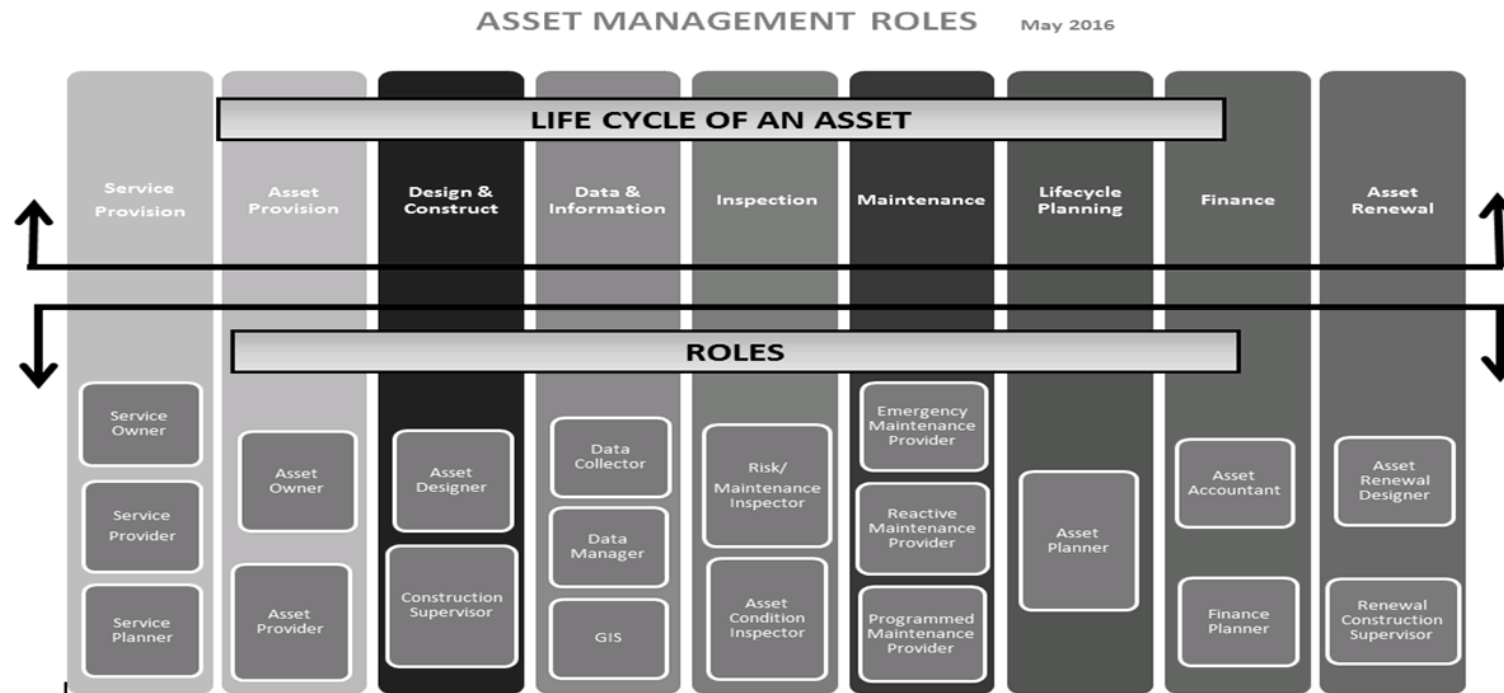 ASSET MANAGEMENT ROLES May 2016
LIFE CYCLE OF AN ASSET
Service
Provision
Asset
Provision
Design &
Construct
Data &
Information
Inspection
Maintenance
Lifecycle
Planning
Finance
Asset
Renewal
ROLES
Service
Owner
Service
Provider
Service
Planner
Asset
Owner
Asset
Provider
Asset
Designer
Construction
Supervisor
Data
Collector
Data
Manager
GIS
Risk/
Maintenance
Inspector
Asset
Condition
Inspector
Emergency
Maintenance
Provider
Reactive
Maintenance
Provider
Programmed
Maintenance
Provider
Asset
Planner
Asset
Accountant
Finance
Planner
Asset
Renewal
Designer
Renewal
Construction
Supervisor